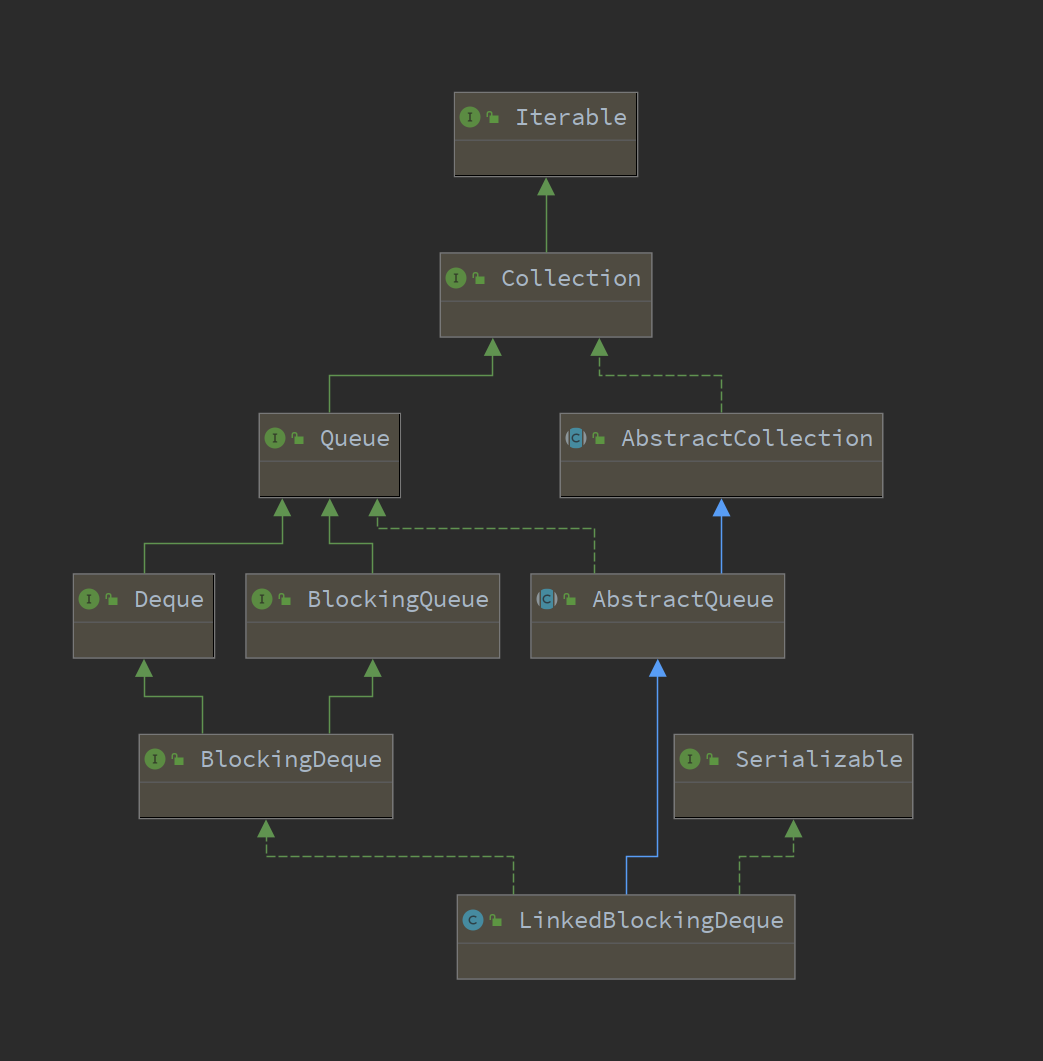 I Iterable
I Collection
I Queue
C AbstractCollection
I Deque
I BlockingQueue
C AbstractQueue
I BlockingDeque
I Serializable
C LinkedBlockingDeque